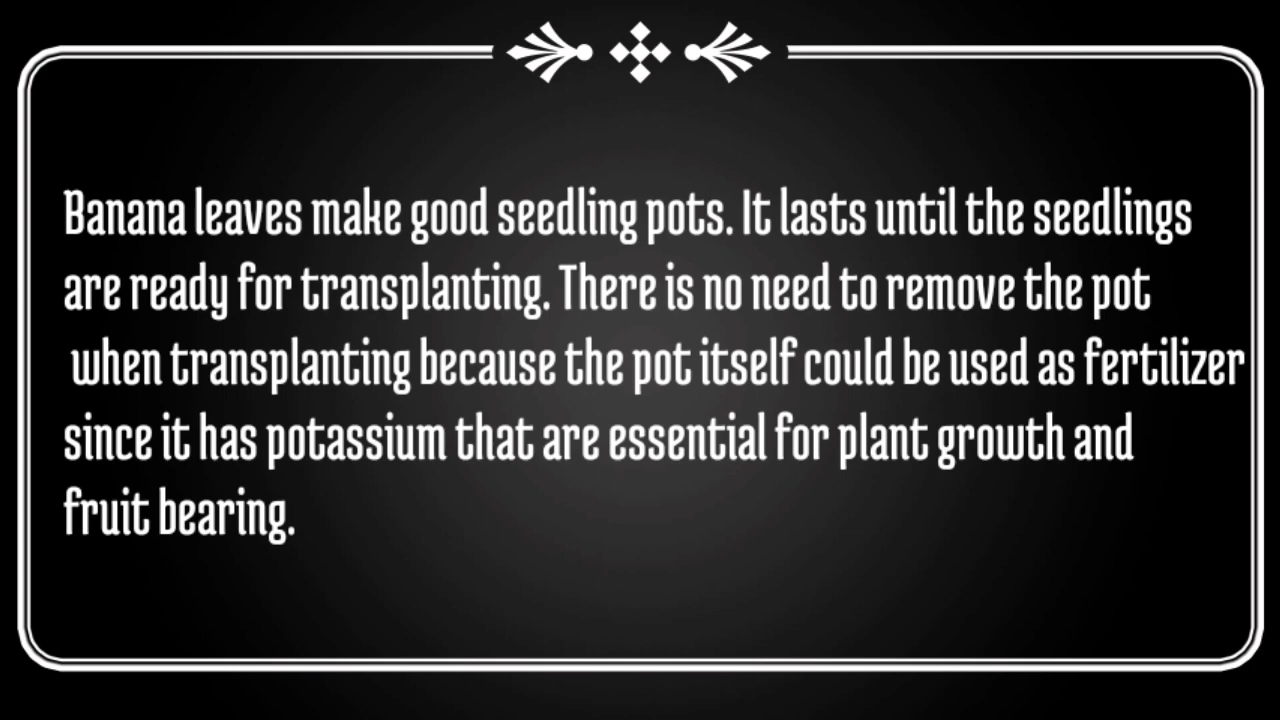 Banana leaves make good seedling pots. It lasts until the seedlings
are ready for transplanting. There is no need to remove the pot
when transplanting because the pot itself could be used as fertilizer
since it has potassium that are essential for plant growth and
fruit bearing.